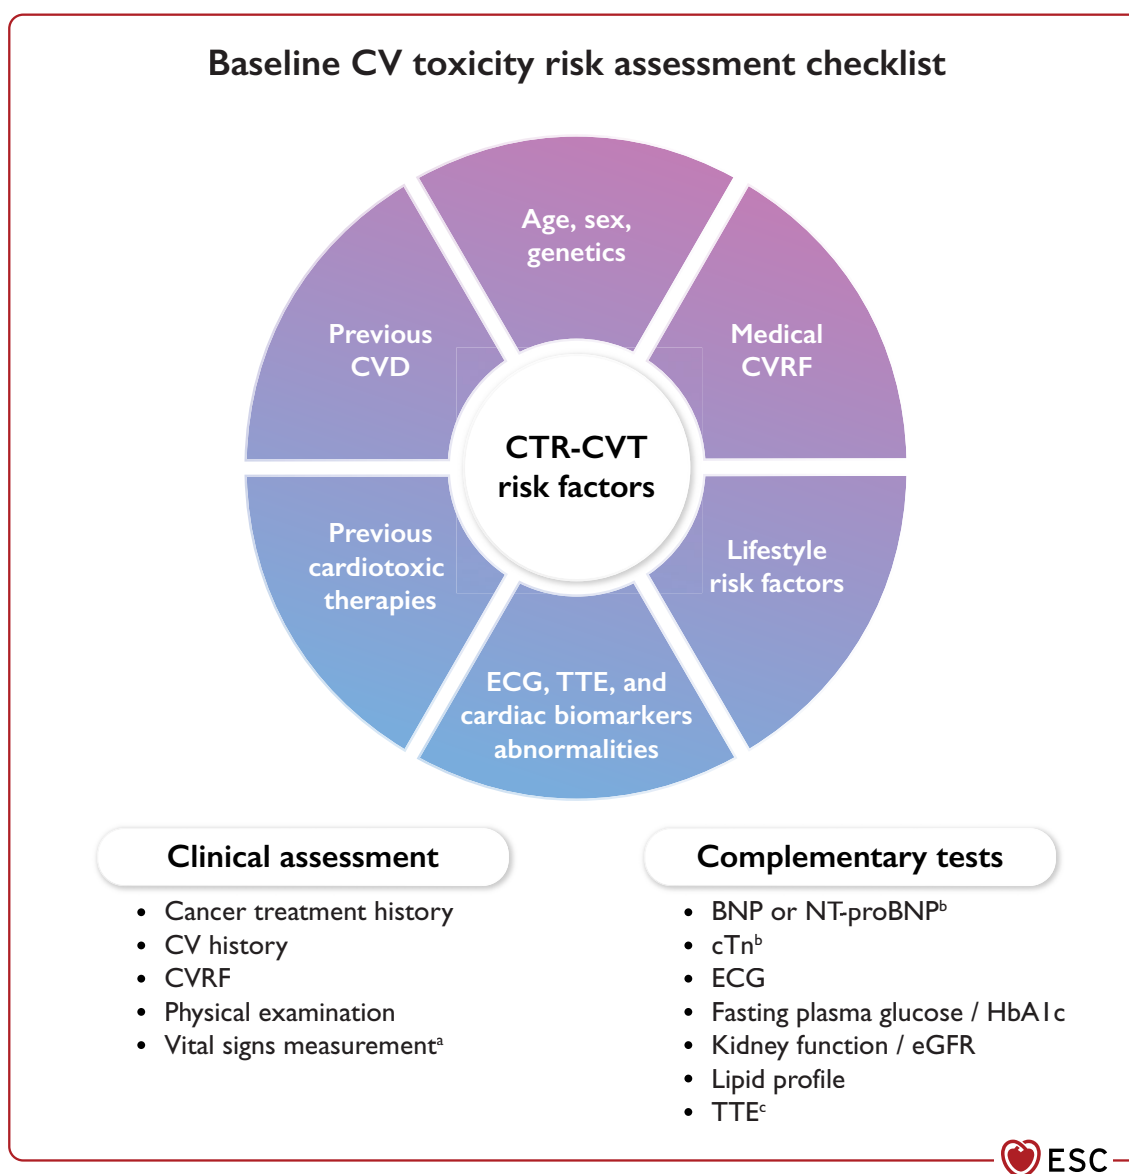 Baseline CV toxicity risk assessment checklist
Age, sex,
genetics
Previous
CVD
Medical
CVRF
CTR-CVT
risk factors
Previous
cardiotoxic
therapies
Lifestyle
risk factors
ECG, TTE, and
cardiac biomarkers
abnormalities
Clinical assessment
• Cancer treatment history
• CV history
• CVRF
• Physical examination
• Vital signs measurementᵃ
Complementary tests
• BNP or NT-proBNPᵇ
• cTnᵇ
• ECG
• Fasting plasma glucose / HbA1c
• Kidney function / eGFR
• Lipid profile
• TTEᶜ
ESC